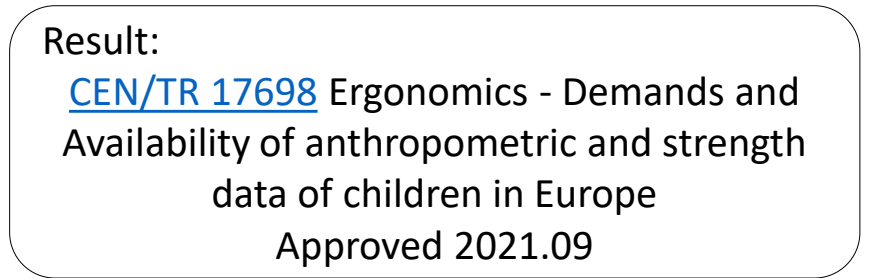 Result:
CEN/TR 17698 Ergonomics - Demands and
Availability of anthropometric and strength
data of children in Europe
Approved 2021.09